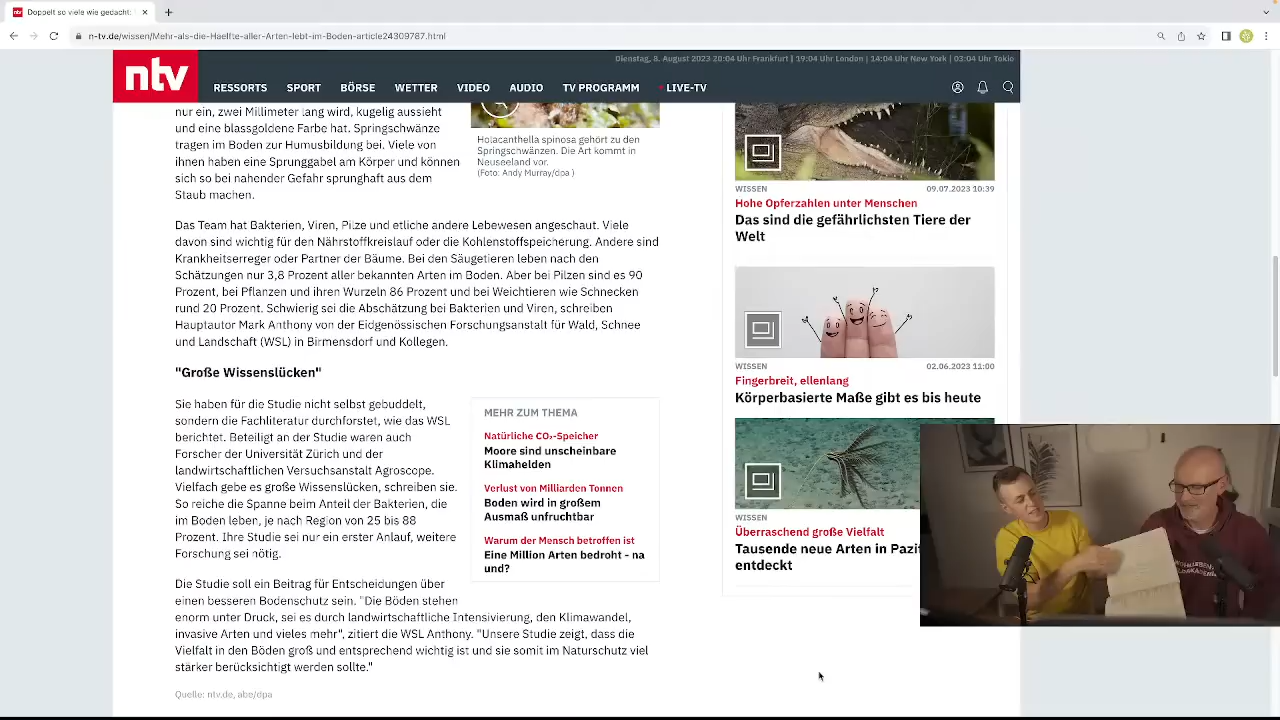 ntv Doppelt so viele wie gedacht:
n-tv.de/wissen/Mehr-als-die-Haelfte-aller-Arten-lebt-im-Boden-article24309787.html
Dienstag, 8. August 2023 20:04 Uhr Frankfurt | 19:04 Uhr London | 14:04 Uhr New York | 03:04 Uhr Tokio
ntv
RESSORTS SPORT BÖRSE WETTER VIDEO AUDIO TV PROGRAMM LIVE-TV
nur ein, zwei Millimeter lang wird, kugelig aussieht
und eine blassgoldene Farbe hat. Springschwänze
tragen im Boden zur Humusbildung bei. Viele von
ihnen haben eine Sprunggabel am Körper und können
sich so bei nahender Gefahr sprunghaft aus dem
Staub machen.
Holacanthella spinosa gehört zu den
Springschwänzen. Die Art kommt in
Neuseeland vor.
(Foto: Andy Murray/dpa )
Das Team hat Bakterien, Viren, Pilze und etliche andere Lebewesen angeschaut. Viele
davon sind wichtig für den Nährstoffkreislauf oder die Kohlenstoffspeicherung. Andere sind
Krankheitserreger oder Partner der Bäume. Bei den Säugetieren leben nach den
Schätzungen nur 3,8 Prozent aller bekannten Arten im Boden. Aber bei Pilzen sind es 90
Prozent, bei Pflanzen und ihren Wurzeln 86 Prozent und bei Weichtieren wie Schnecken
rund 20 Prozent. Schwierig sei die Abschätzung bei Bakterien und Viren, schreiben
Hauptautor Mark Anthony von der Eidgenössischen Forschungsanstalt für Wald, Schnee
und Landschaft (WSL) in Birmensdorf und Kollegen.
"Große Wissenslücken"
Sie haben für die Studie nicht selbst gebuddelt,
sondern die Fachliteratur durchforstet, wie das WSL
berichtet. Beteiligt an der Studie waren auch
Forscher der Universität Zürich und der
landwirtschaftlichen Versuchsanstalt Agroscope.
Vielfach gebe es große Wissenslücken, schreiben sie.
So reiche die Spanne beim Anteil der Bakterien, die
im Boden leben, je nach Region von 25 bis 88
Prozent. Ihre Studie sei nur ein erster Anlauf, weitere
Forschung sei nötig.
MEHR ZUM THEMA
Natürliche CO₂-Speicher
Moore sind unscheinbare
Klimahelden
Verlust von Milliarden Tonnen
Boden wird in großem
Ausmaß unfruchtbar
Warum der Mensch betroffen ist
Eine Million Arten bedroht - na
und?
Die Studie soll ein Beitrag für Entscheidungen über
einen besseren Bodenschutz sein. "Die Böden stehen
enorm unter Druck, sei es durch landwirtschaftliche Intensivierung, den Klimawandel,
invasive Arten und vieles mehr", zitiert die WSL Anthony. "Unsere Studie zeigt, dass die
Vielfalt in den Böden groß und entsprechend wichtig ist und sie somit im Naturschutz viel
stärker berücksichtigt werden sollte."
Quelle: ntv.de, abe/dpa
WISSEN 09.07.2023 10:39
Hohe Opferzahlen unter Menschen
Das sind die gefährlichsten Tiere der
Welt
WISSEN 02.06.2023 11:00
Fingerbreit, ellenlang
Körperbasierte Maße gibt es bis heute
WISSEN
Überraschend große Vielfalt
Tausende neue Arten in Pazif
entdeckt